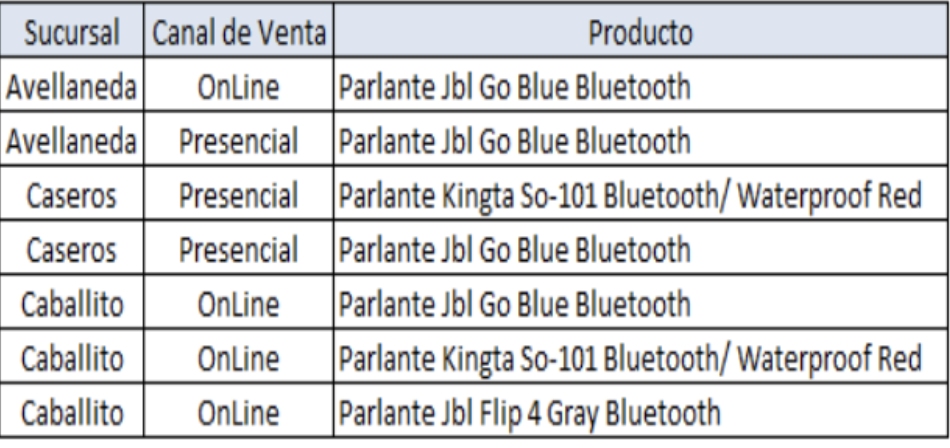 Sucursal Canal de Venta Producto
Avellaneda OnLine Parlante Jbl Go Blue Bluetooth
Avellaneda Presencial Parlante Jbl Go Blue Bluetooth
Caseros Presencial Parlante Kingta So-101 Bluetooth/ Waterproof Red
Caseros Presencial Parlante Jbl Go Blue Bluetooth
Caballito OnLine Parlante Jbl Go Blue Bluetooth
Caballito OnLine Parlante Kingta So-101 Bluetooth/ Waterproof Red
Caballito OnLine Parlante Jbl Flip 4 Gray Bluetooth